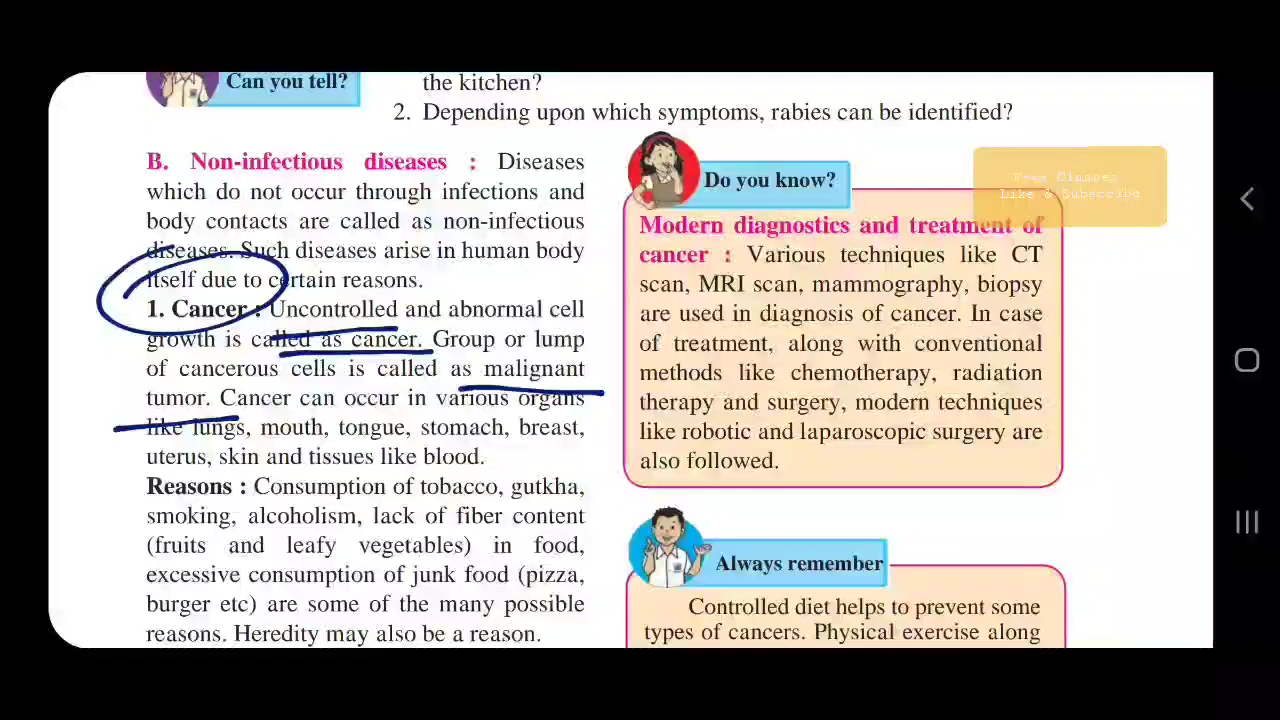 Can you tell?
the kitchen?
2. Depending upon which symptoms, rabies can be identified?
B. Non-infectious diseases : Diseases
which do not occur through infections and
body contacts are called as non-infectious
diseases. Such diseases arise in human body
itself due to certain reasons.
1. Cancer : Uncontrolled and abnormal cell
growth is called as cancer. Group or lump
of cancerous cells is called as malignant
tumor. Cancer can occur in various organs
like lungs, mouth, tongue, stomach, breast,
uterus, skin and tissues like blood.
Reasons : Consumption of tobacco, gutkha,
smoking, alcoholism, lack of fiber content
(fruits and leafy vegetables) in food,
excessive consumption of junk food (pizza,
burger etc) are some of the many possible
reasons. Heredity may also be a reason.
Do you know?
Free Classes
Like & Subscribe
Modern diagnostics and treatment of
cancer : Various techniques like CT
scan, MRI scan, mammography, biopsy
are used in diagnosis of cancer. In case
of treatment, along with conventional
methods like chemotherapy, radiation
therapy and surgery, modern techniques
like robotic and laparoscopic surgery are
also followed.
Always remember
Controlled diet helps to prevent some
types of cancers. Physical exercise along